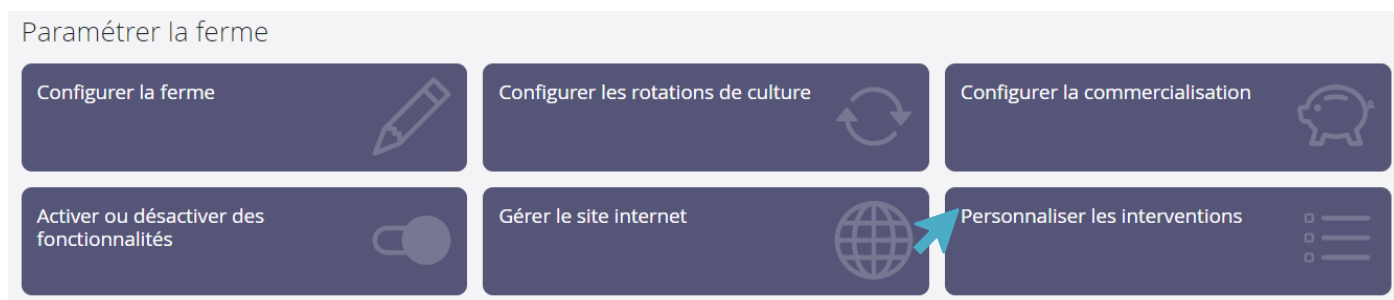 Paramétrer la ferme
Configurer la ferme
Configurer les rotations de culture
Configurer la commercialisation
Activer ou désactiver des
fonctionnalités
Gérer le site internet
Personnaliser les interventions